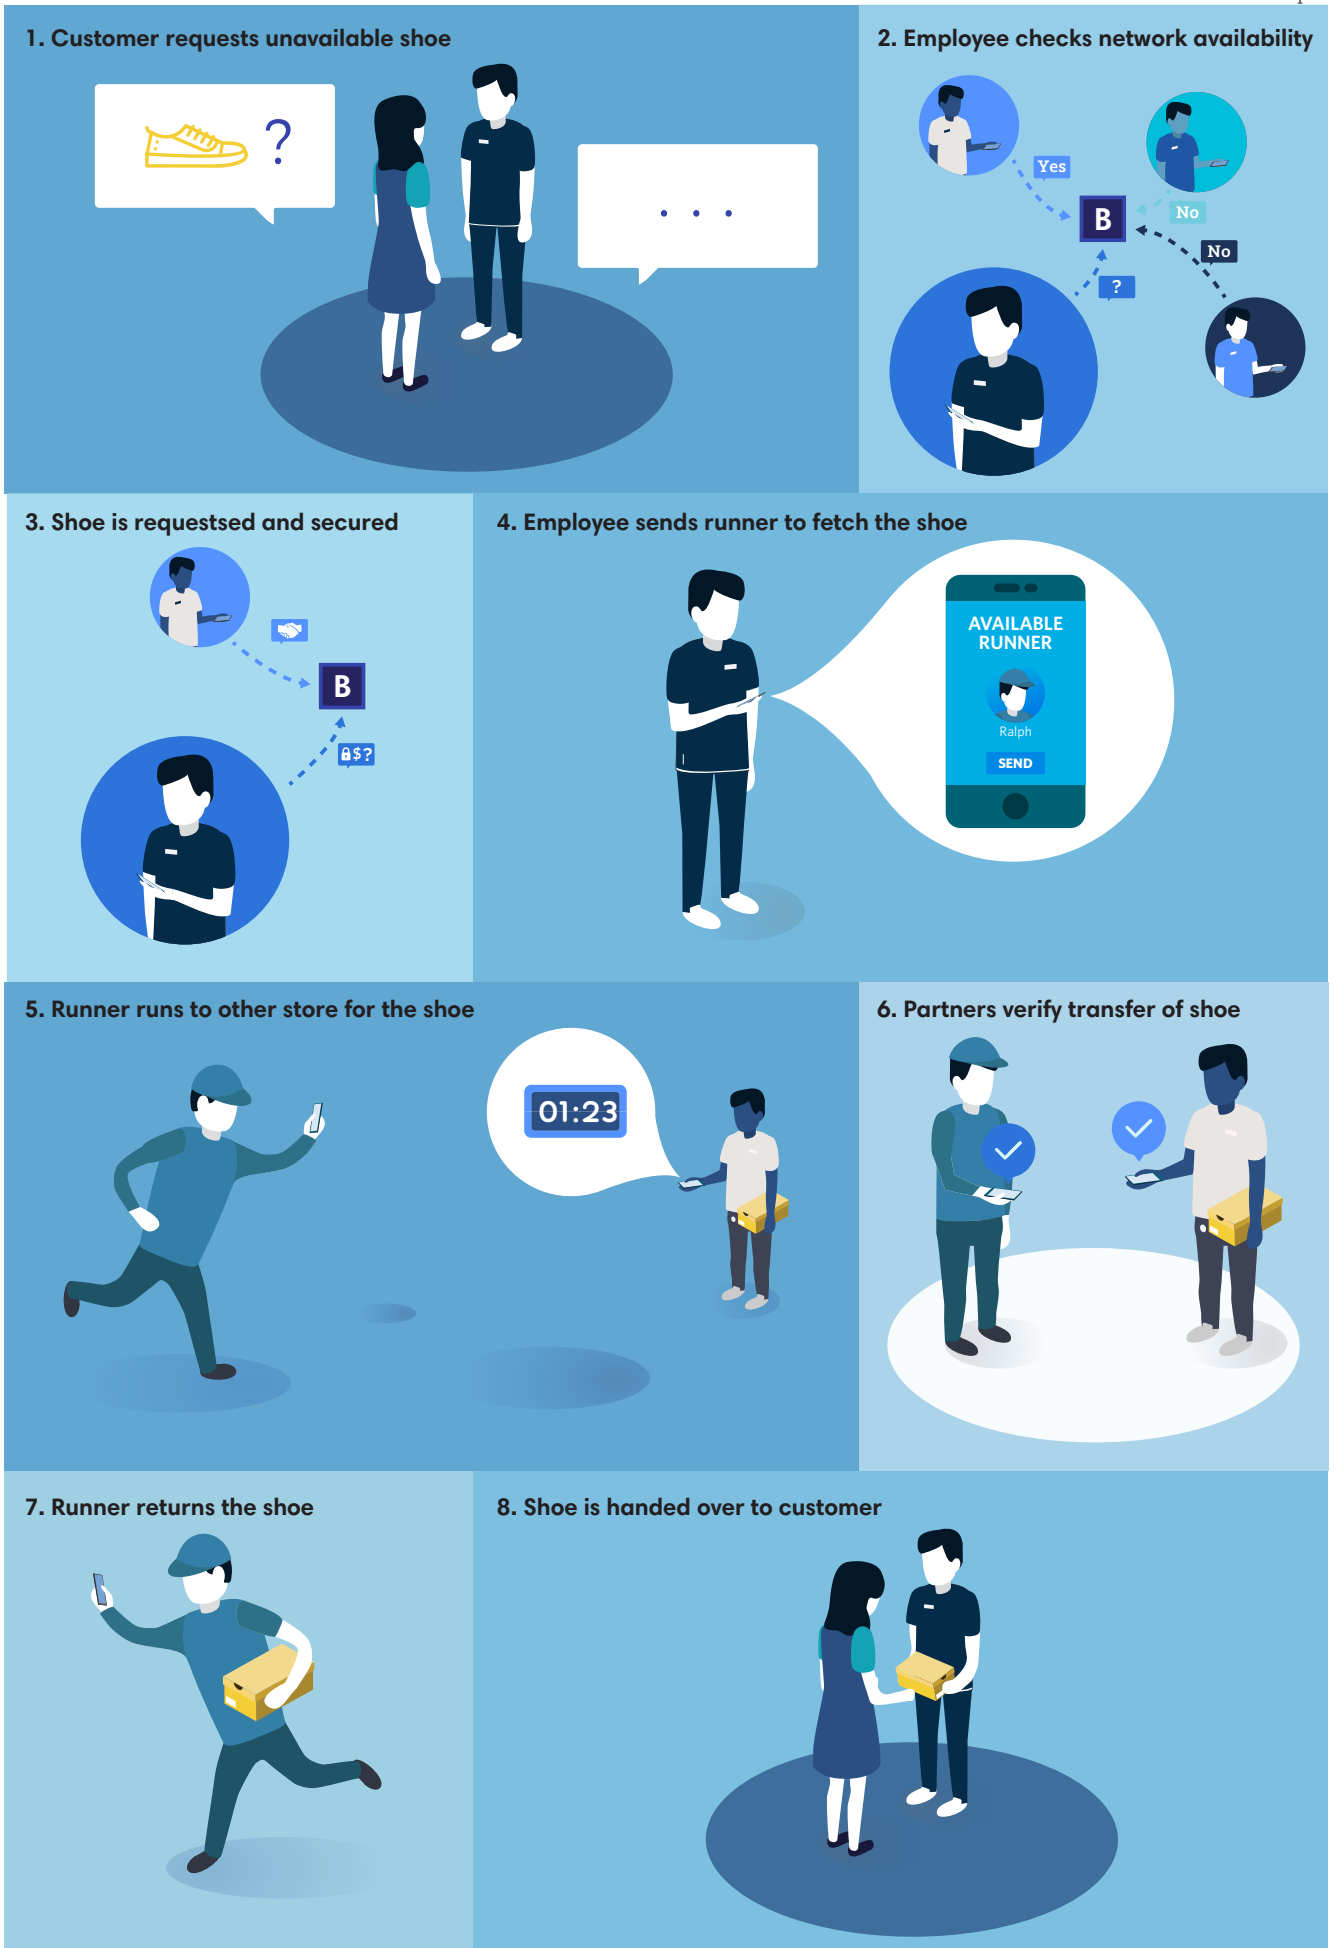 1. Customer requests unavailable shoe
?
. . .
2. Employee checks network availability
Yes
B
No
No
?
3. Shoe is requestsed and secured
B
$?
4. Employee sends runner to fetch the shoe
AVAILABLE
RUNNER
Ralph
SEND
5. Runner runs to other store for the shoe
01:23
6. Partners verify transfer of shoe
7. Runner returns the shoe
8. Shoe is handed over to customer